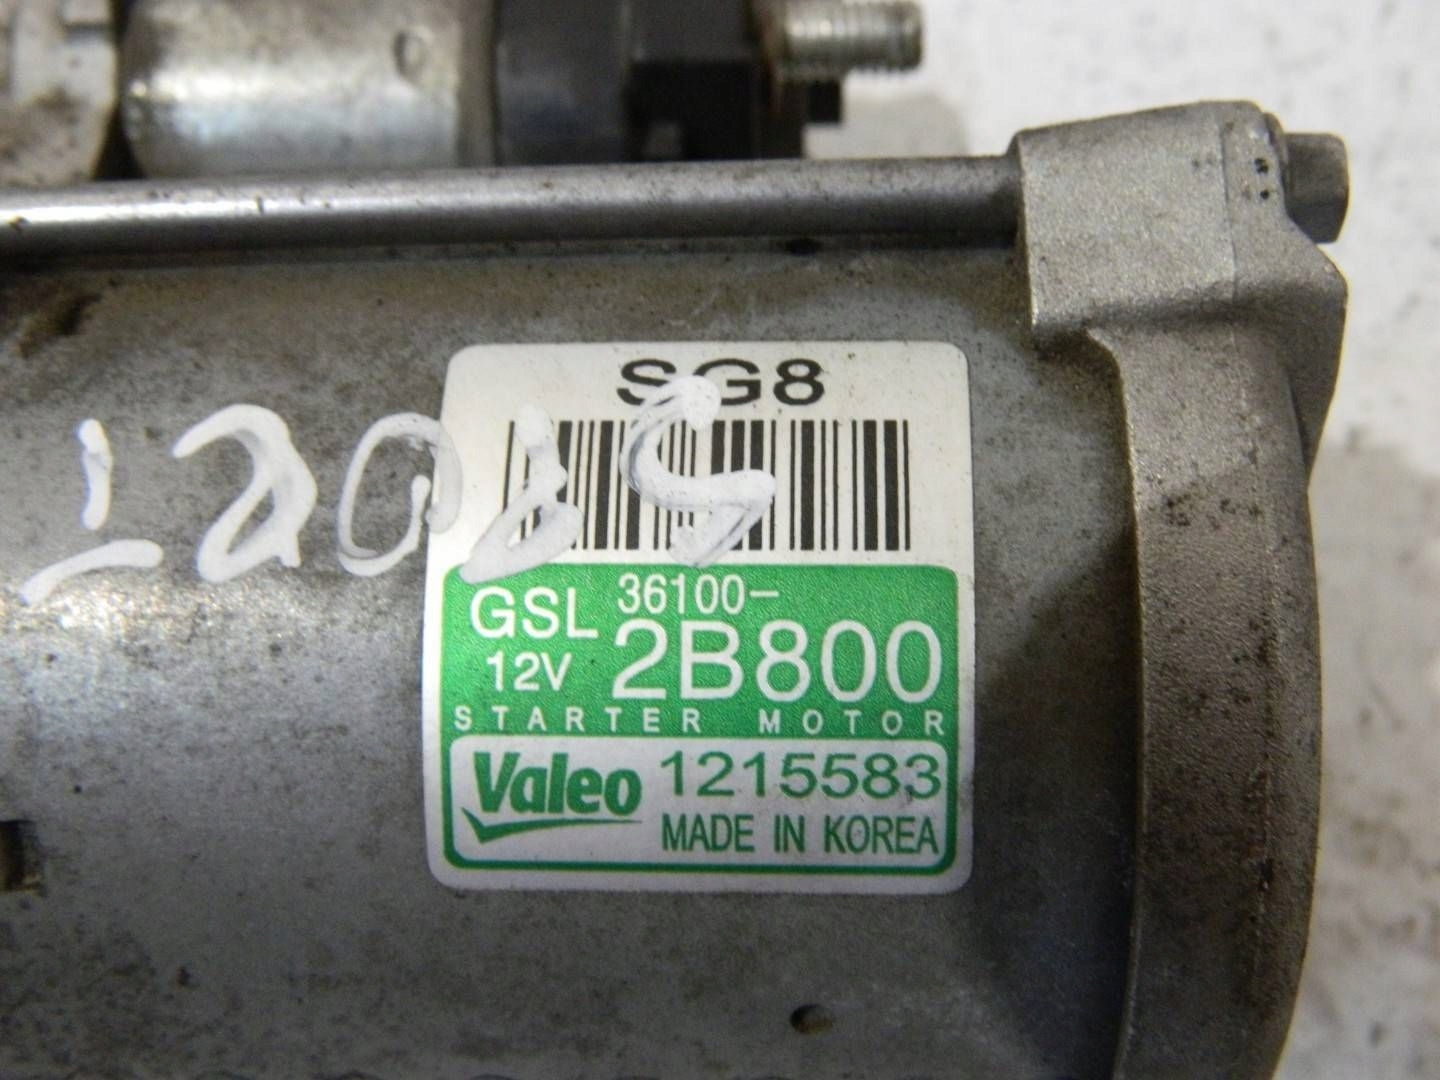 SG8
GSL 36100-
12V 2B800
STARTER MOTOR
Valeo 1215583
MADE IN KOREA